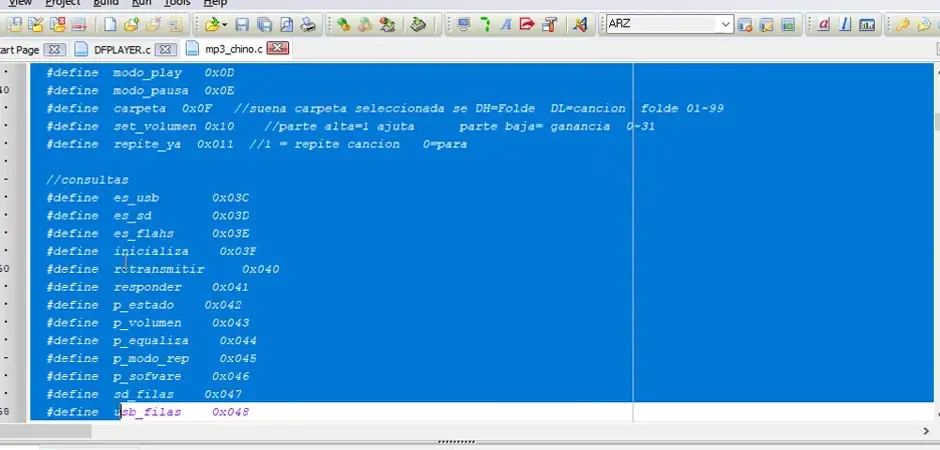 View Project Build Run Tools Help
ARZ
Start Page DFPLAYER.c mp3_chino.c
#define modo_play 0x0D
40 #define modo_pausa 0x0E
#define carpeta 0x0F //suena carpeta seleccionada se DH=Folde DL=cancion folde 01~99
#define set_volumen 0x10 //parte alta=1 ajuta parte baja= ganancia 0~31
#define repite_ya 0x011 //1 = repite cancion 0=para
//consultas
#define es_usb 0x03C
#define es_sd 0x03D
#define es_flahs 0x03E
#define inicializa 0x03F
60 #define retransmitir 0x040
#define responder 0x041
#define p_estado 0x042
#define p_volumen 0x043
#define p_equaliza 0x044
#define p_modo_rep 0x045
#define p_sofware 0x046
#define sd_filas 0x047
68 #define usb_filas 0x048